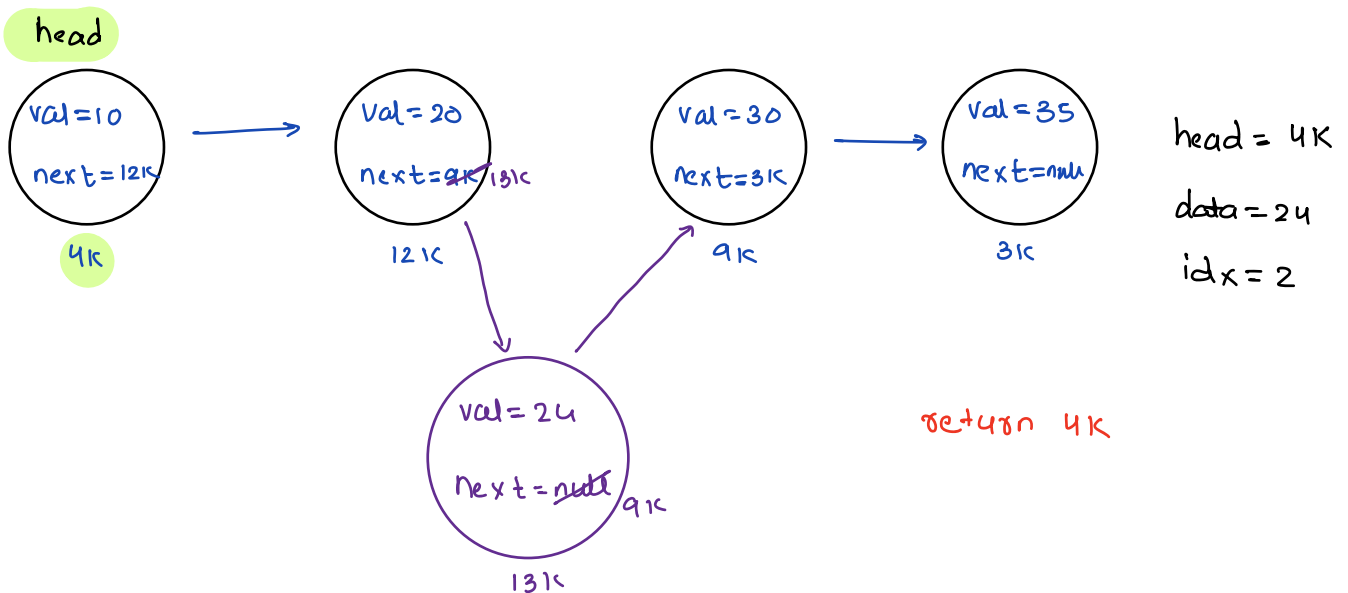 head
val=10
next=12K
4K
val=20
next=9K 13K
12K
val=30
next=3K
9K
val=35
next=null
3K
head = 4K
data=24
idx=2
val=24
next=null 9K
13K
return 4K